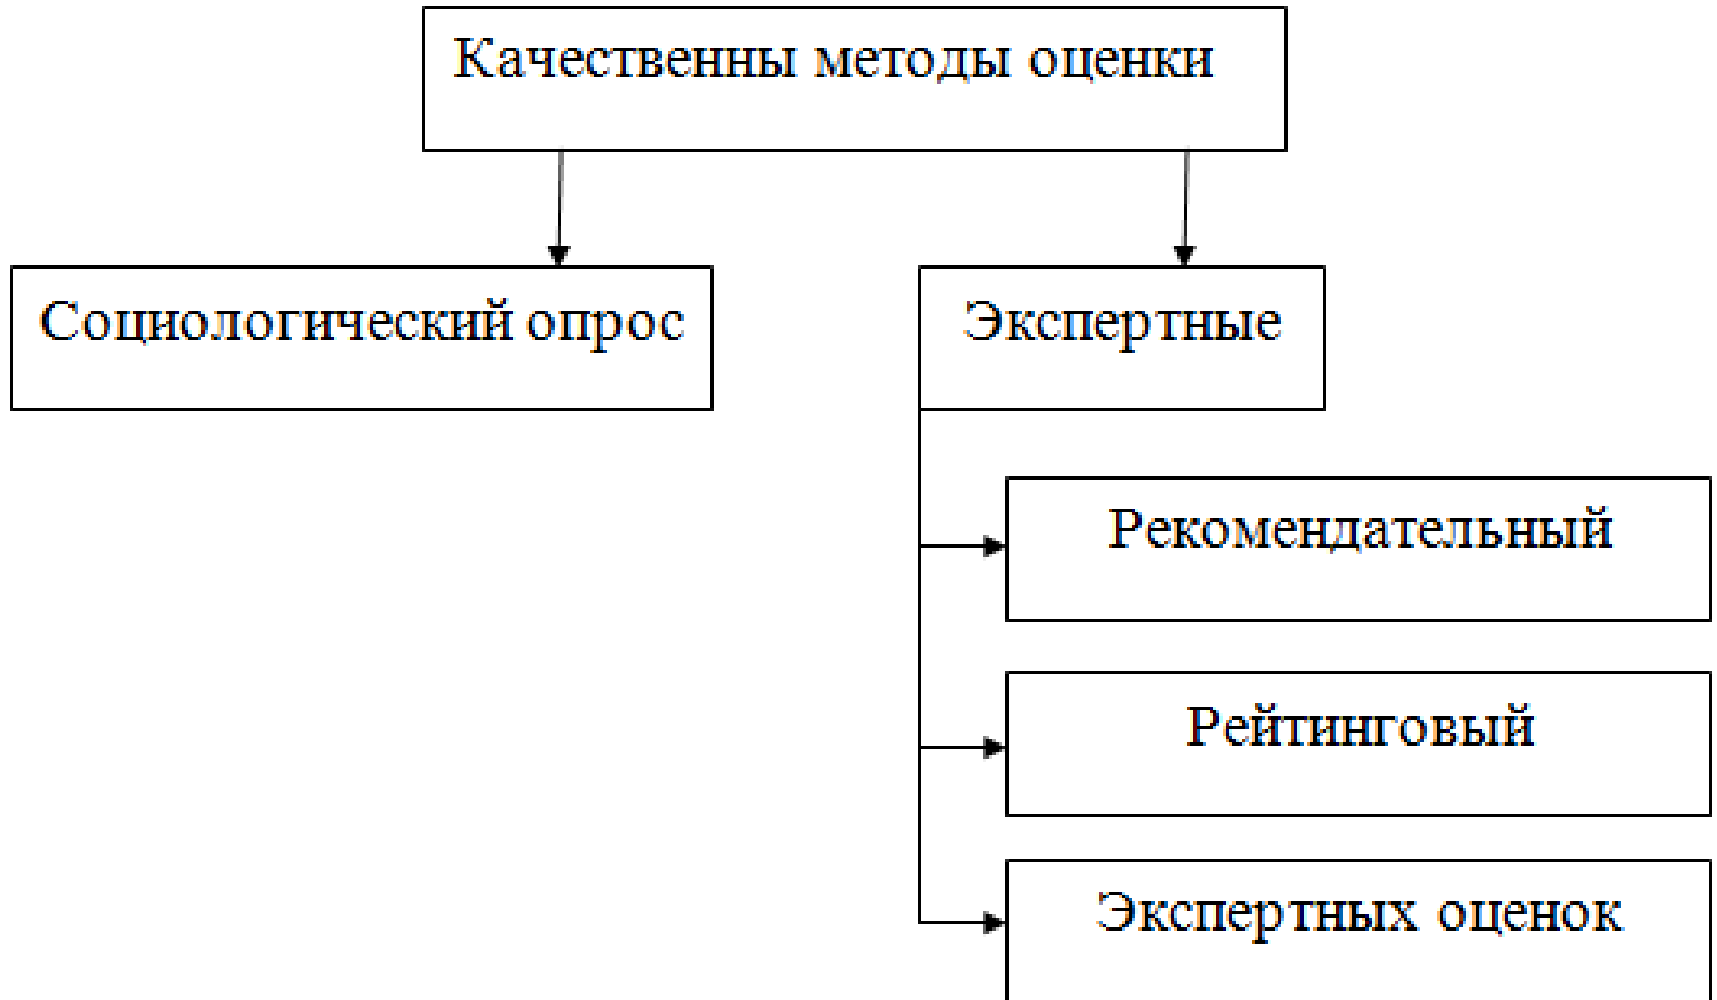 Качественны методы оценки
Социологический опрос
Экспертные
Рекомендательный
Рейтинговый
Экспертных оценок